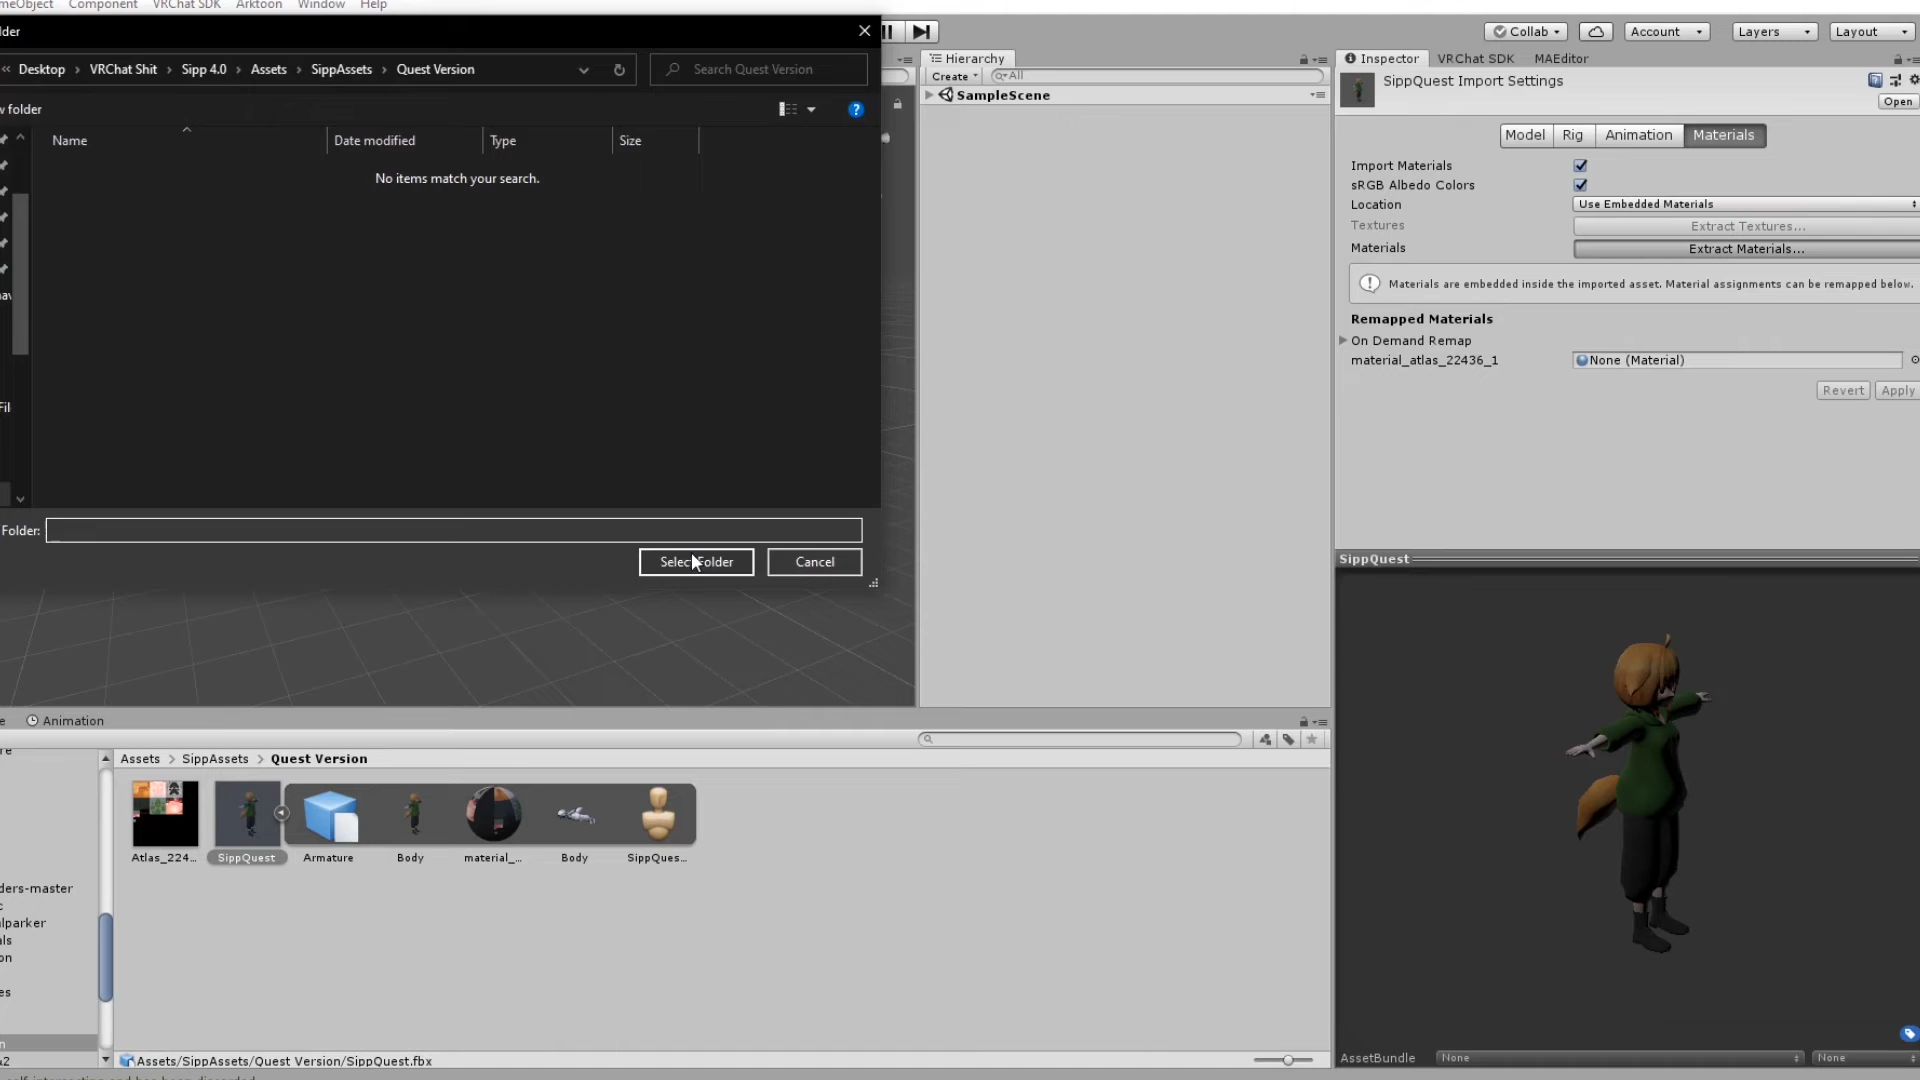 meObject Component VRChat SDK Arktoon Window Help
lder
« Desktop > VRChat Shit > Sipp 4.0 > Assets > SippAssets > Quest Version
Search Quest Version
w folder
Name Date modified Type Size
No items match your search.
Folder:
Select Folder Cancel
Collab Account Layers Layout
Hierarchy
Create All
SampleScene
Inspector VRChat SDK MAEditor
SippQuest Import Settings
Open
Model Rig Animation Materials
Import Materials
sRGB Albedo Colors
Location Use Embedded Materials
Textures Extract Textures...
Materials Extract Materials...
Materials are embedded inside the imported asset. Material assignments can be remapped below.
Remapped Materials
On Demand Remap
material_atlas_22436_1 None (Material)
Revert Apply
SippQuest
e Animation
Assets > SippAssets > Quest Version
Atlas_224... SippQuest Armature Body material_... Body SippQues...
ders-master
c
lparker
ls
on
es
n
&2
Assets/SippAssets/Quest Version/SippQuest.fbx
AssetBundle None None